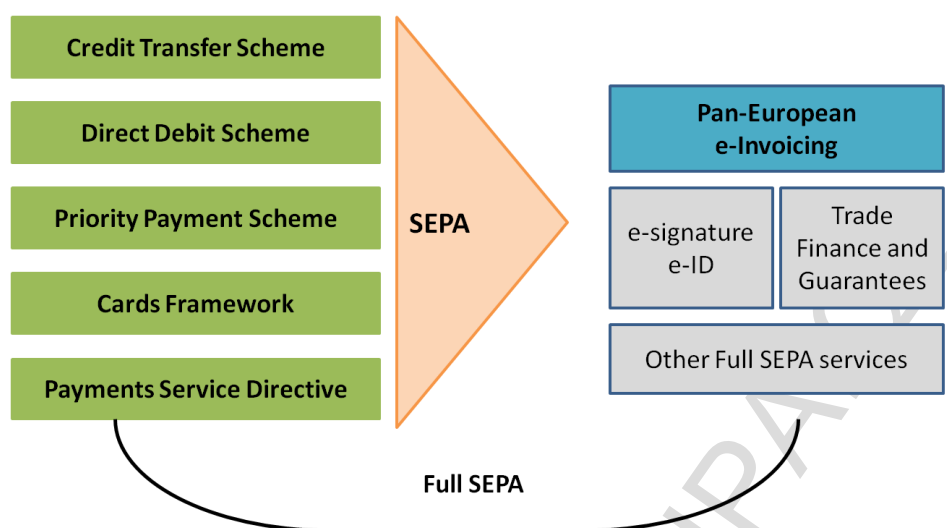 Credit Transfer Scheme
Direct Debit Scheme
Priority Payment Scheme
Cards Framework
Payments Service Directive
SEPA
Pan-European
e-Invoicing
e-signature
e-ID
Trade
Finance and
Guarantees
Other Full SEPA services
Full SEPA